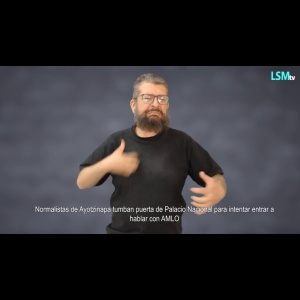 LSMtv
Normalistas de Ayotzinapa tumban puerta de Palacio Nacional para intentar entrar a
hablar con AMLO